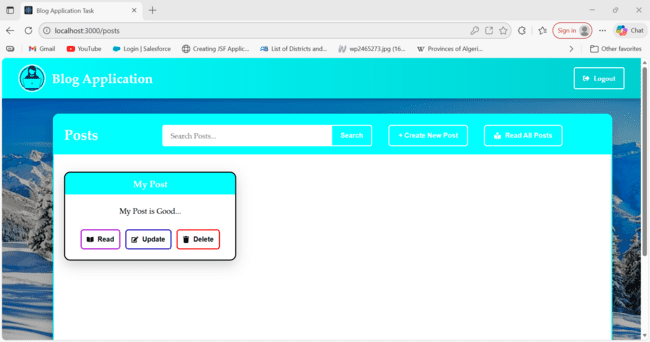 Blog Application Task
localhost:3000/posts
Sign in
Chat
Gmail
YouTube
Login | Salesforce
Creating JSF Applic...
List of Districts and...
wp2465273.jpg (16...
Provinces of Algeri...
Other favorites
Blog Application
Logout
Posts
Search Posts...
Search
+ Create New Post
Read All Posts
My Post
My Post is Good...
Read
Update
Delete